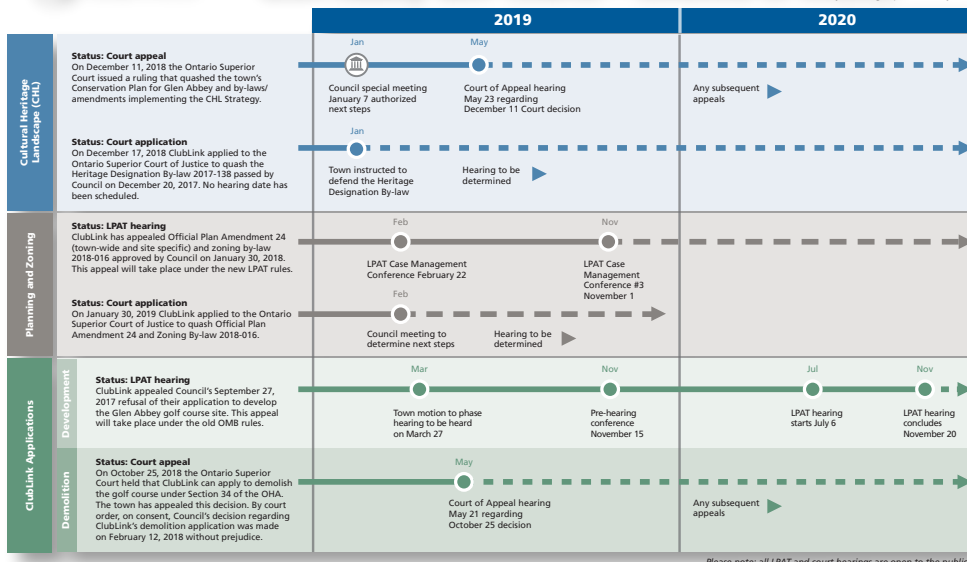 2019
2020
Cultural Heritage
Landscape (CHL)
Status: Court appeal
On December 11, 2018 the Ontario Superior
Court issued a ruling that quashed the town's
Conservation Plan for Glen Abbey and by-laws/
amendments implementing the CHL Strategy.
Jan
Council special meeting
January 7 authorized
next steps
May
Court of Appeal hearing
May 23 regarding
December 11 Court decision
Any subsequent
appeals
Status: Court application
On December 17, 2018 ClubLink applied to the
Ontario Superior Court of Justice to quash the
Heritage Designation By-law 2017-138 passed by
Council on December 20, 2017. No hearing date has
been scheduled.
Jan
Town instructed to
defend the Heritage
Designation By-law
Hearing to be
determined
Planning and Zoning
Status: LPAT hearing
ClubLink has appealed Official Plan Amendment 24
(town-wide and site specific) and zoning by-law
2018-016 approved by Council on January 30, 2018.
This appeal will take place under the new LPAT rules.
Feb
LPAT Case Management
Conference February 22
Nov
LPAT Case
Management
Conference #3
November 1
Status: Court application
On January 30, 2019 ClubLink applied to the Ontario
Superior Court of Justice to quash Official Plan
Amendment 24 and Zoning By-law 2018-016.
Feb
Council meeting to
determine next steps
Hearing to be
determined
ClubLink Applications
Development
Status: LPAT hearing
ClubLink appealed Council's September 27,
2017 refusal of their application to develop
the Glen Abbey golf course site. This appeal
will take place under the old OMB rules.
Mar
Town motion to phase
hearing to be heard
on March 27
Nov
Pre-hearing
conference
November 15
Jul
LPAT hearing
starts July 6
Nov
LPAT hearing
concludes
November 20
Demolition
Status: Court appeal
On October 25, 2018 the Ontario Superior
Court held that ClubLink can apply to demolish
the golf course under Section 34 of the OHA.
The town has appealed this decision. By court
order, on consent, Council's decision regarding
ClubLink's demolition application was made
on February 12, 2018 without prejudice.
May
Court of Appeal hearing
May 21 regarding
October 25 decision
Any subsequent
appeals
Please note: all LPAT and court hearings are open to the public